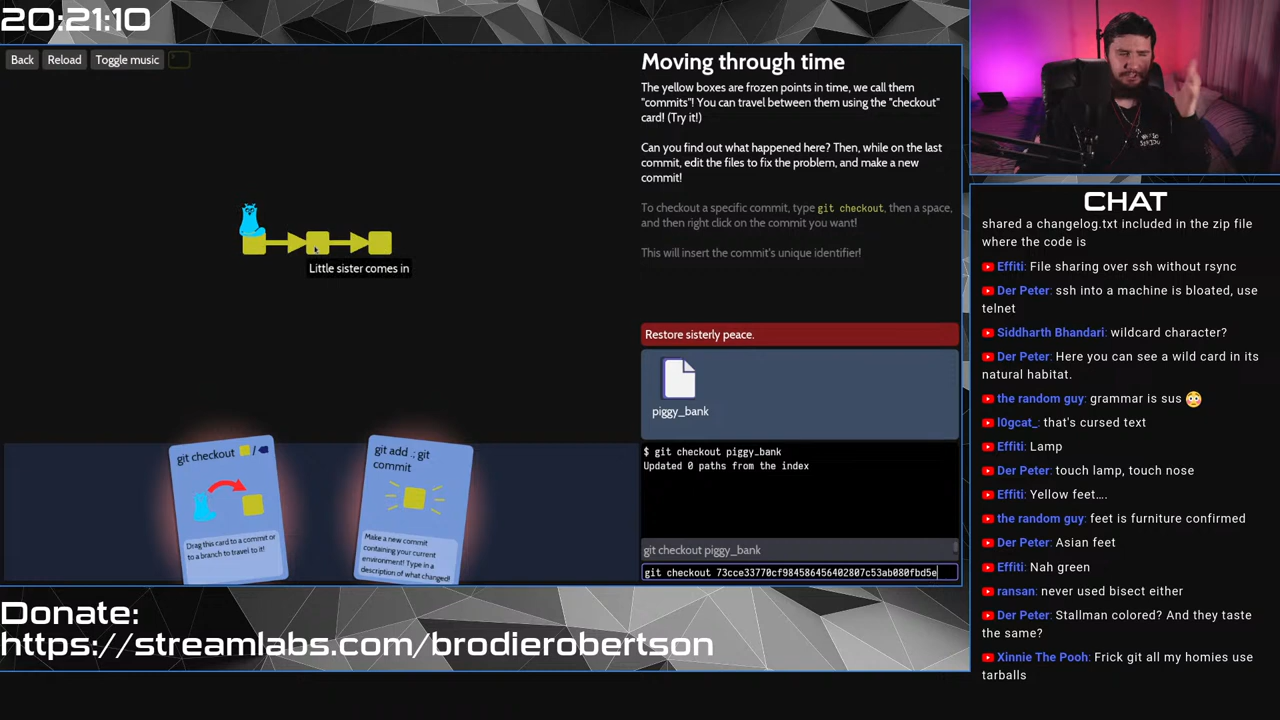 20:21:10
Back Reload Toggle music
Moving through time
The yellow boxes are frozen points in time, we call them
"commits"! You can travel between them using the "checkout"
card! (Try it!)
Can you find out what happened here? Then, while on the last
commit, edit the files to fix the problem, and make a new
commit!
To checkout a specific commit, type git checkout, then a space,
and then right click on the commit you want!
This will insert the commit's unique identifier!
Little sister comes in
Restore sisterly peace.
piggy_bank
$ git checkout piggy_bank
Updated 0 paths from the index
git checkout piggy_bank
git checkout 73cce33770cf984586456402807c53ab080fbd5e
git checkout /
Drag this card to a commit or
to a branch to travel to it!
git add .; git
commit
Make a new commit
containing your current
environment! Type in a
description of what changed!
Donate:
https://streamlabs.com/brodierobertson
CHAT
shared a changelog.txt included in the zip file
where the code is
Effiti: File sharing over ssh without rsync
Der Peter: ssh into a machine is bloated, use
telnet
Siddharth Bhandari: wildcard character?
Der Peter: Here you can see a wild card in its
natural habitat.
the random guy: grammar is sus 😳
l0gcat_: that's cursed text
Effiti: Lamp
Der Peter: touch lamp, touch nose
Effiti: Yellow feet....
the random guy: feet is furniture confirmed
Der Peter: Asian feet
Effiti: Nah green
ransan: never used bisect either
Der Peter: Stallman colored? And they taste
the same?
Xinnie The Pooh: Frick git all my homies use
tarballs